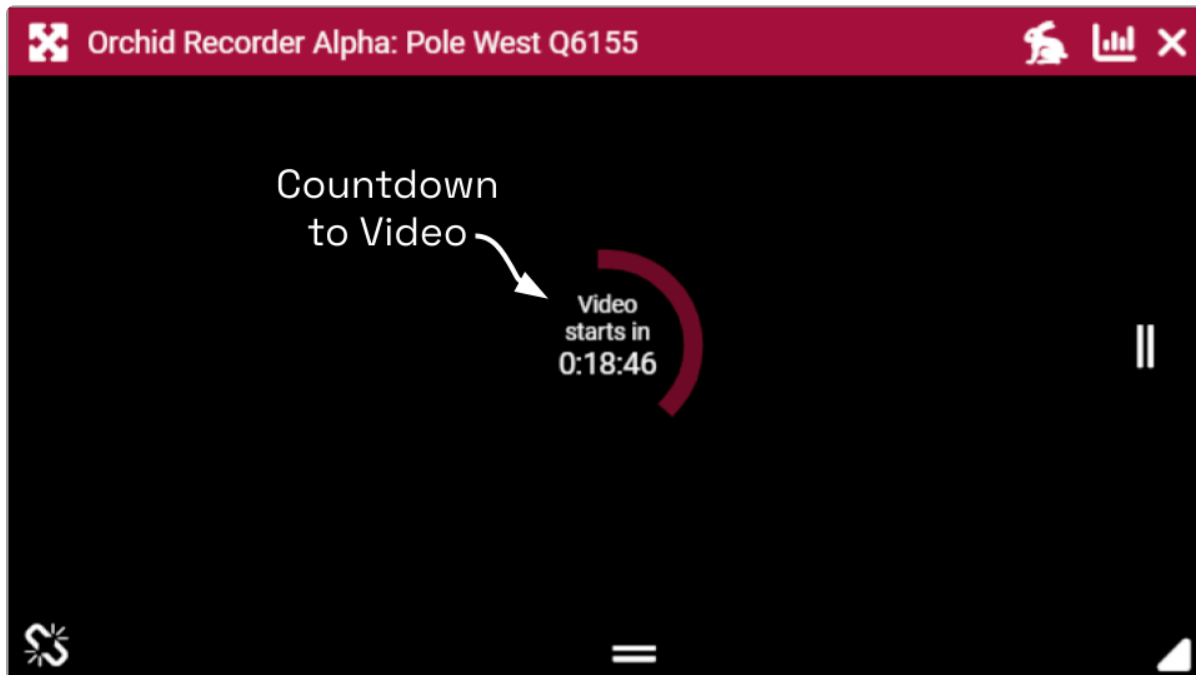 Orchid Recorder Alpha: Pole West Q6155
Countdown
to Video
Video
starts in
0:18:46